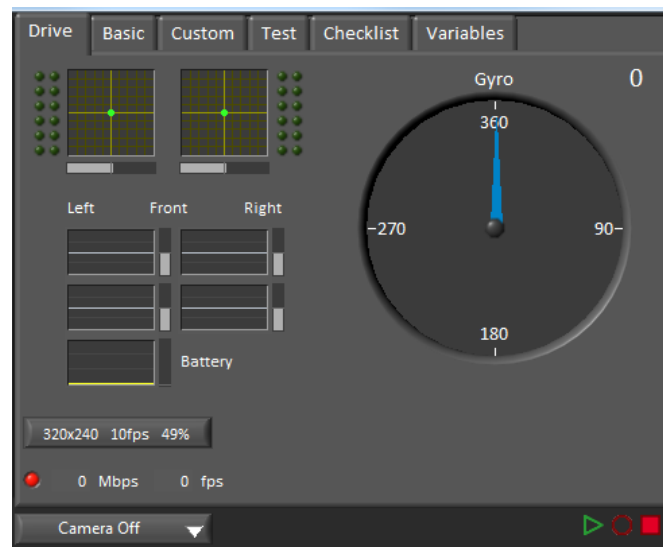 Drive Basic Custom Test Checklist Variables
Gyro 0
360
Left Front Right
270 90
180
Battery
320x240 10fps 49%
0 Mbps 0 fps
Camera Off